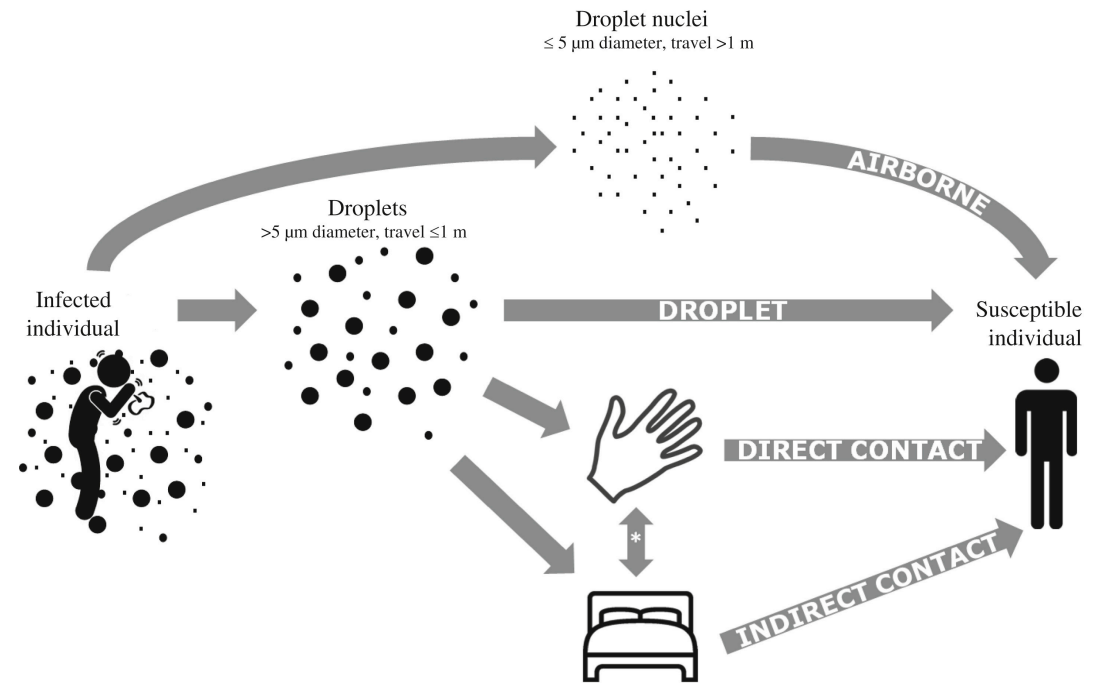 Droplet nuclei
≤ 5 µm diameter, travel >1 m
AIRBORNE
Droplets
>5 µm diameter, travel ≤1 m
Infected
individual
DROPLET
Susceptible
individual
DIRECT CONTACT
*
INDIRECT CONTACT